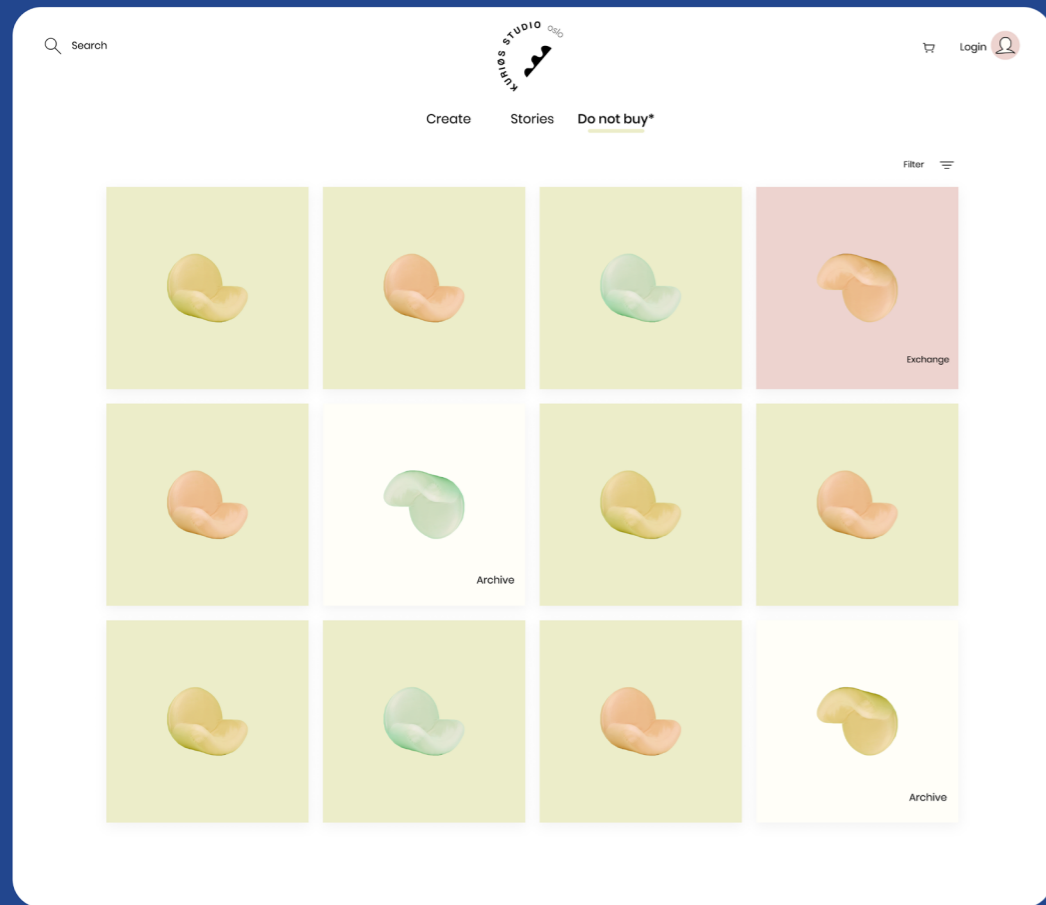 Search
KURIØS STUDIO oslo
Login
Create Stories Do not buy*
Filter
Exchange
Archive
Archive